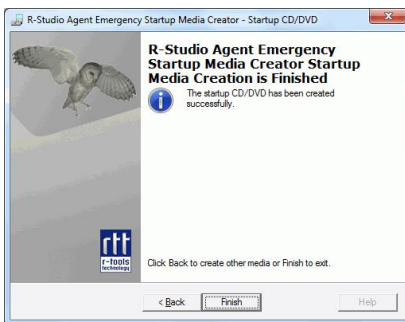 R-Studio Agent Emergency Startup Media Creator - Startup CD/DVD
R-Studio Agent Emergency
Startup Media Creator Startup
Media Creation is Finished
The startup CD/DVD has been created
successfully.
rtt
r-tools
technology
Click Back to create other media or Finish to exit.
< Back
Finish
Help